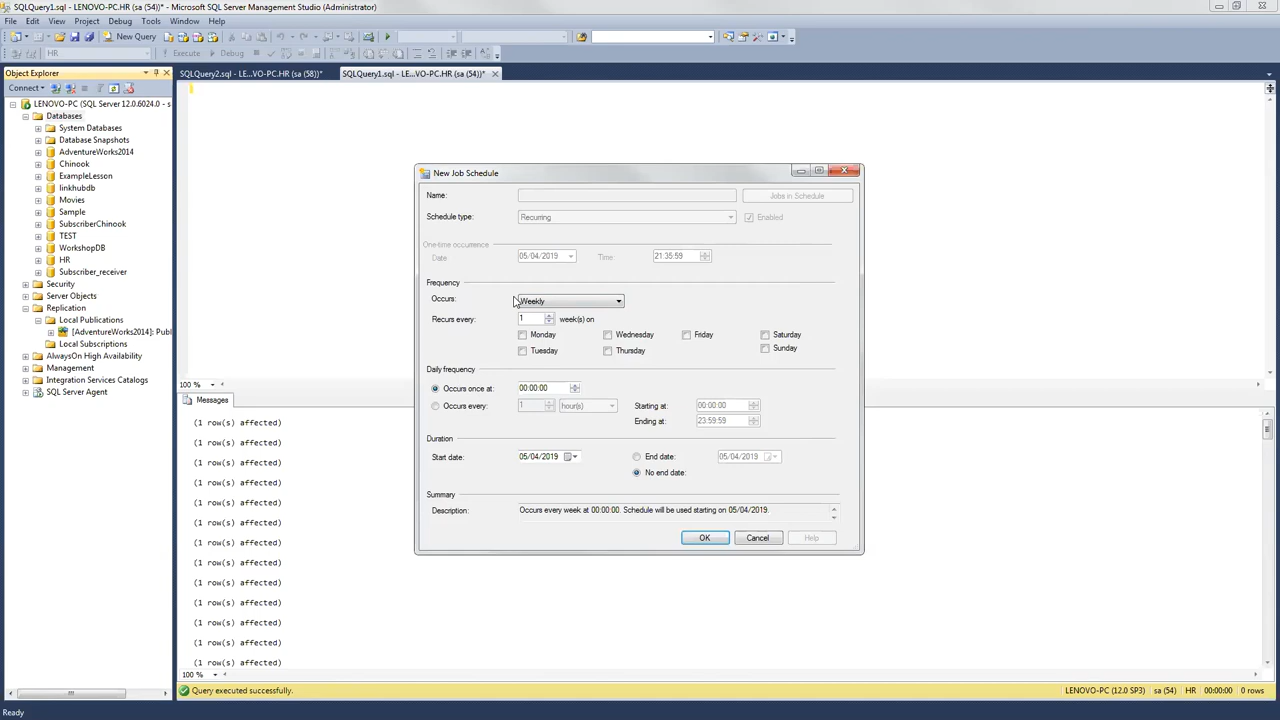 SQLQuery1.sql - LENOVO-PC.HR (sa (54))* - Microsoft SQL Server Management Studio (Administrator)
File Edit View Project Debug Tools Window Help
New Query
HR Execute Debug
Object Explorer
SQLQuery2.sql - LE...VO-PC.HR (sa (58))*
SQLQuery1.sql - LE...VO-PC.HR (sa (54))*
Connect
LENOVO-PC (SQL Server 12.0.6024.0 - s
Databases
System Databases
Database Snapshots
AdventureWorks2014
Chinook
ExampleLesson
linkhubdb
Movies
Sample
SubscriberChinook
TEST
WorkshopDB
HR
Subscriber_receiver
Security
Server Objects
Replication
Local Publications
[AdventureWorks2014]: Publ
Local Subscriptions
AlwaysOn High Availability
Management
Integration Services Catalogs
SQL Server Agent
New Job Schedule
Name: Jobs in Schedule
Schedule type: Recurring Enabled
One-time occurrence
Date: 05/04/2019 Time: 21:35:59
Frequency
Occurs: Weekly
Recurs every: 1 week(s) on
Monday Wednesday Friday Saturday
Tuesday Thursday Sunday
Daily frequency
Occurs once at: 00:00:00
Occurs every: 1 hour(s) Starting at: 00:00:00
Ending at: 23:59:59
Duration
Start date: 05/04/2019 End date: 05/04/2019
No end date:
Summary
Description: Occurs every week at 00:00:00. Schedule will be used starting on 05/04/2019.
OK Cancel Help
100 %
Messages
(1 row(s) affected)
(1 row(s) affected)
(1 row(s) affected)
(1 row(s) affected)
(1 row(s) affected)
(1 row(s) affected)
(1 row(s) affected)
(1 row(s) affected)
(1 row(s) affected)
(1 row(s) affected)
(1 row(s) affected)
(1 row(s) affected)
(1 row(s) affected)
100 %
Query executed successfully. LENOVO-PC (12.0 SP3) sa (54) HR 00:00:00 0 rows
Ready